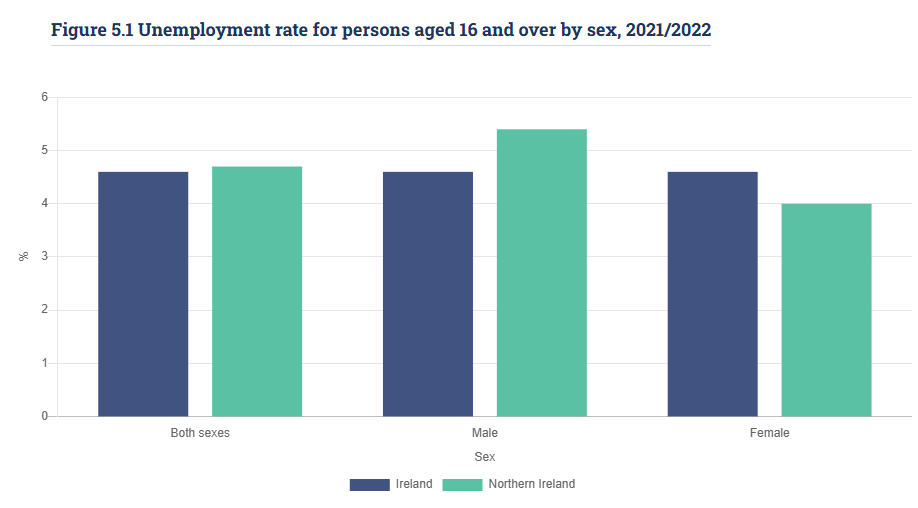 Figure 5.1 Unemployment rate for persons aged 16 and over by sex, 2021/2022
6
5
4
3
2
1
0
%
Both sexes Male Female
Sex
Ireland Northern Ireland